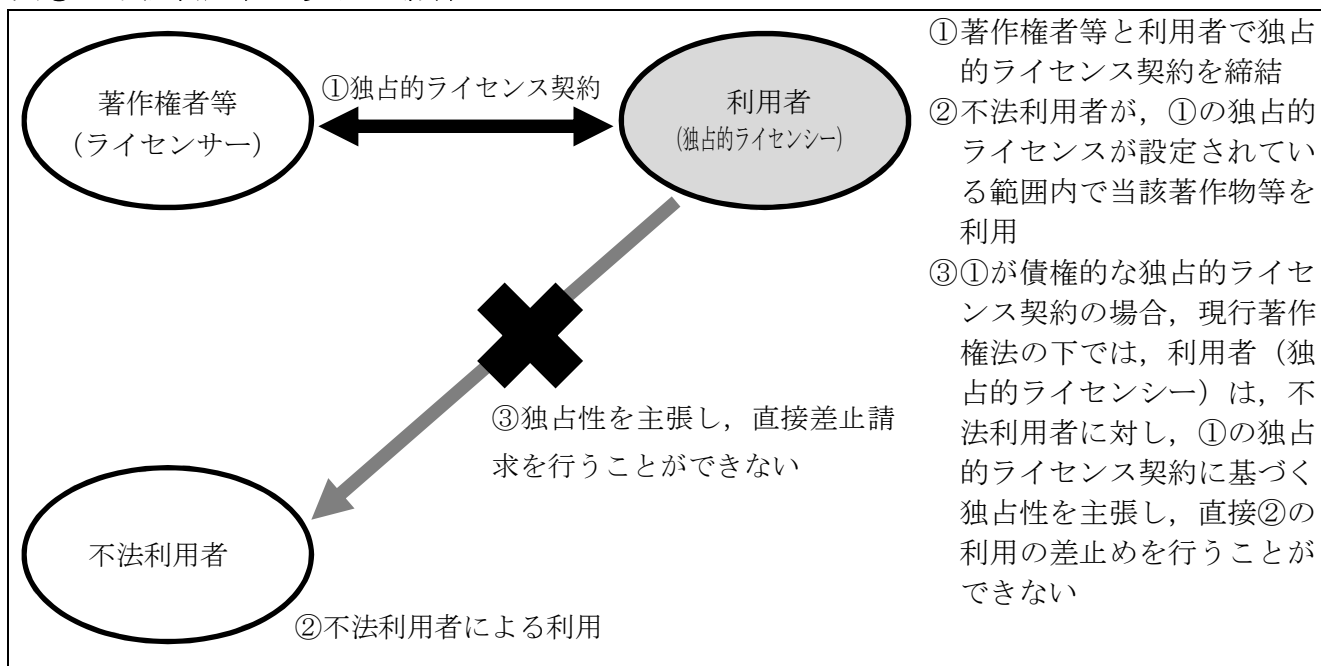 著作権者等
(ライセンサー)
①独占的ライセンス契約
利用者
(独占的ライセンシー)
③独占性を主張し，直接差止請
求を行うことができない
不法利用者
②不法利用者による利用
①著作権者等と利用者で独占
的ライセンス契約を締結
②不法利用者が，①の独占的
ライセンスが設定されてい
る範囲内で当該著作物等を
利用
③①が債権的な独占的ライセ
ンス契約の場合，現行著作
権法の下では，利用者（独
占的ライセンシー）は，不
法利用者に対し，①の独占
的ライセンス契約に基づく
独占性を主張し，直接②の
利用の差止めを行うことが
できない